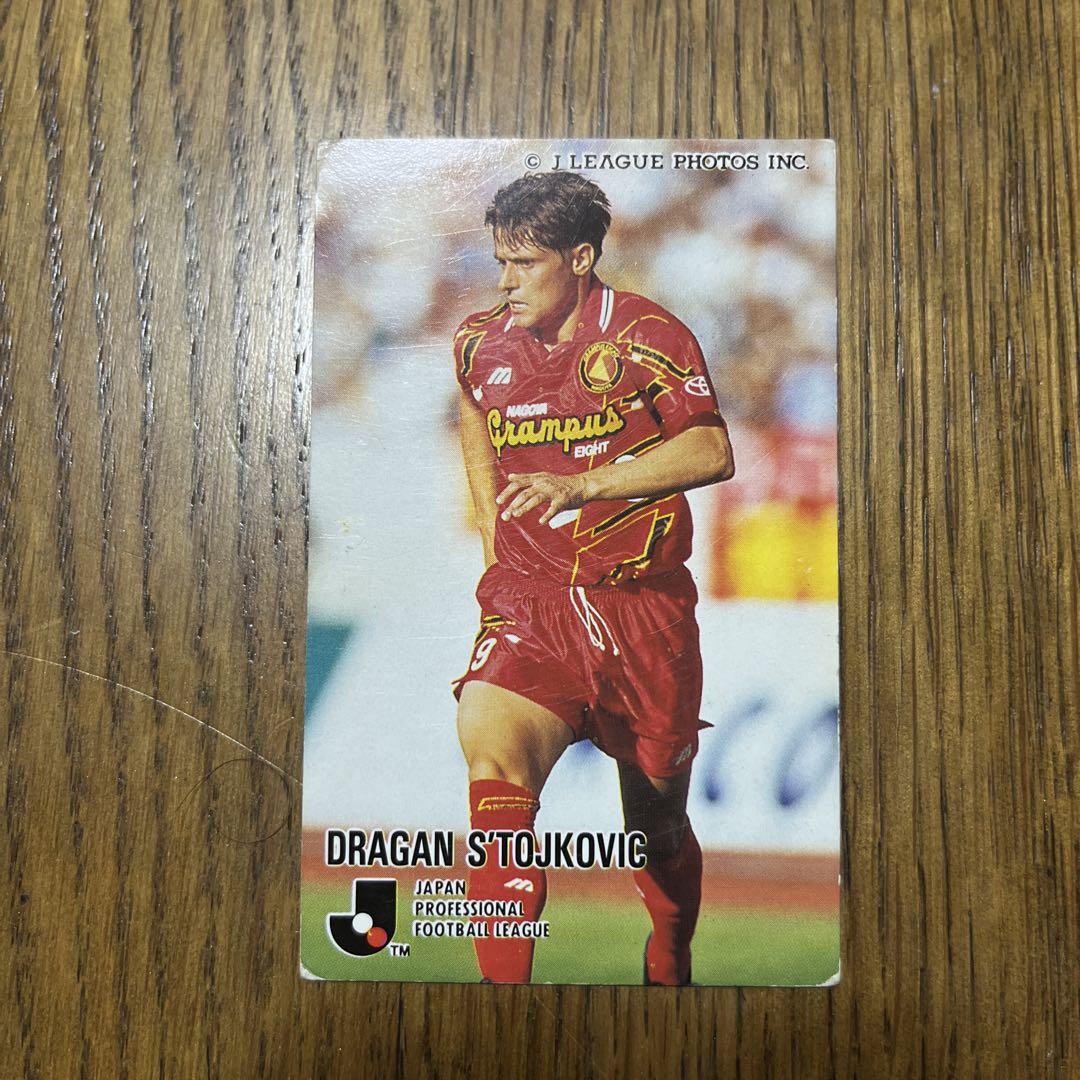 © J LEAGUE PHOTOS INC.
NAGOYA
Grampus
EIGHT
9
DRAGAN S'TOJKOVIC
JAPAN
PROFESSIONAL
FOOTBALL LEAGUE
TM